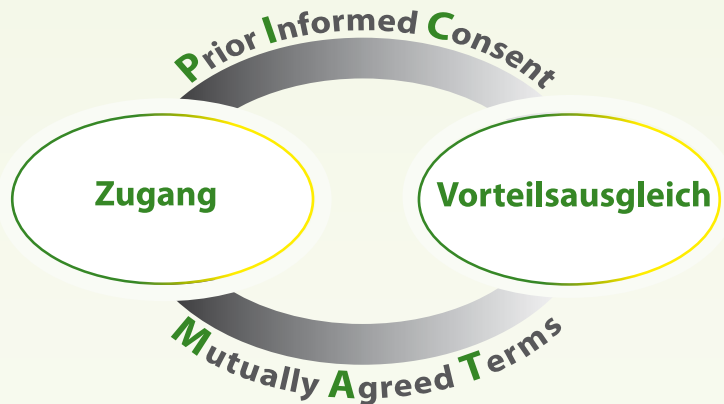 Prior Informed Consent
Zugang
Vorteilsausgleich
Mutually Agreed Terms